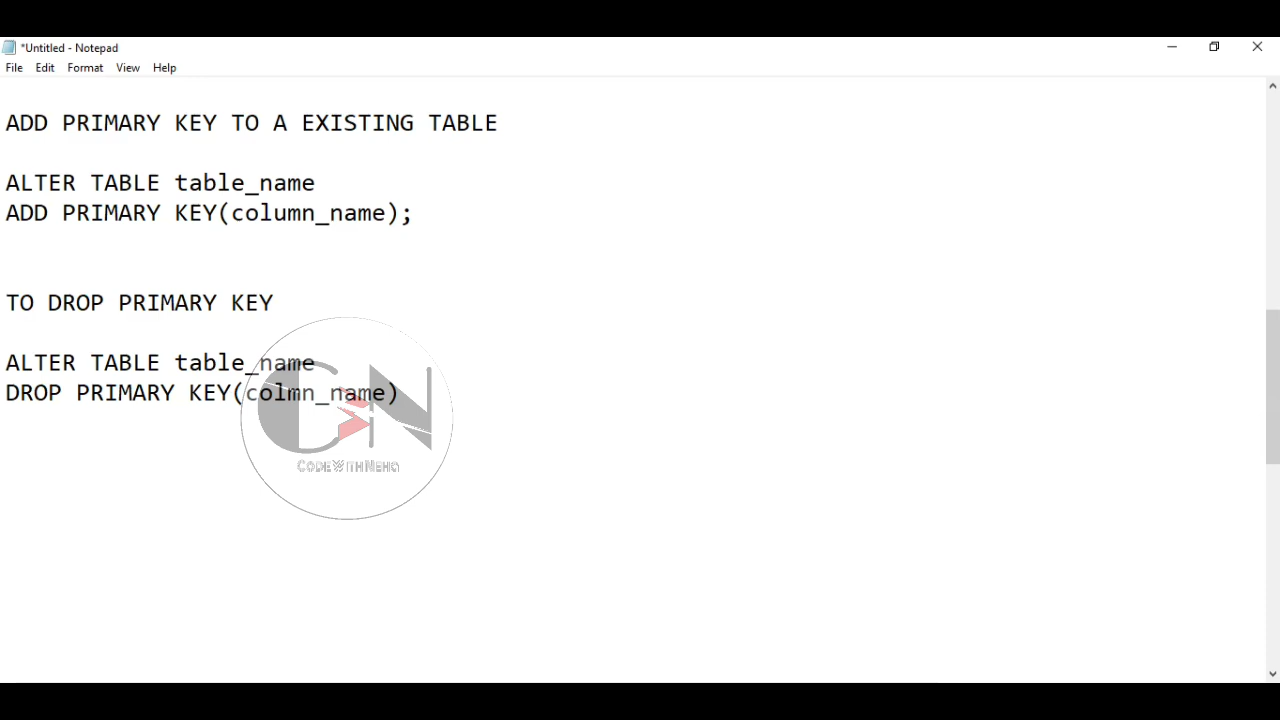 *Untitled - Notepad
File Edit Format View Help
ADD PRIMARY KEY TO A EXISTING TABLE
ALTER TABLE table_name
ADD PRIMARY KEY(column_name);
TO DROP PRIMARY KEY
ALTER TABLE table_name
DROP PRIMARY KEY(colmn_name)
CODEWITHNEHQ